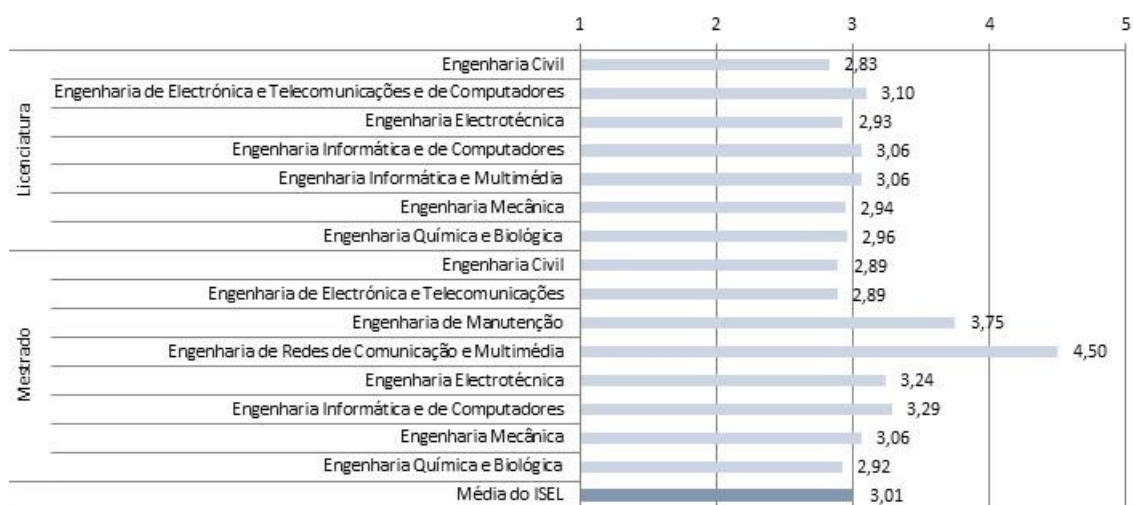 1 2 3 4 5
Licenciatura
Engenharia Civil 2,83
Engenharia de Electrónica e Telecomunicações e de Computadores 3,10
Engenharia Electrotécnica 2,93
Engenharia Informática e de Computadores 3,06
Engenharia Informática e Multimédia 3,06
Engenharia Mecânica 2,94
Engenharia Química e Biológica 2,96
Mestrado
Engenharia Civil 2,89
Engenharia de Electrónica e Telecomunicações 2,89
Engenharia de Manutenção 3,75
Engenharia de Redes de Comunicação e Multimédia 4,50
Engenharia Electrotécnica 3,24
Engenharia Informática e de Computadores 3,29
Engenharia Mecânica 3,06
Engenharia Química e Biológica 2,92
Média do ISEL 3,01